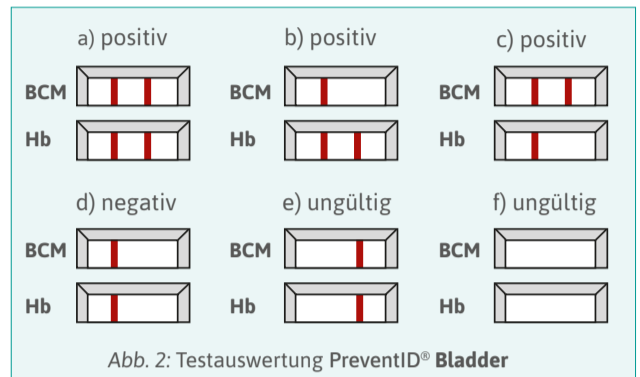 a) positiv b) positiv c) positiv
BCM BCM BCM
Hb Hb Hb
d) negativ e) ungültig f) ungültig
BCM BCM BCM
Hb Hb Hb
Abb. 2: Testauswertung PreventID® Bladder